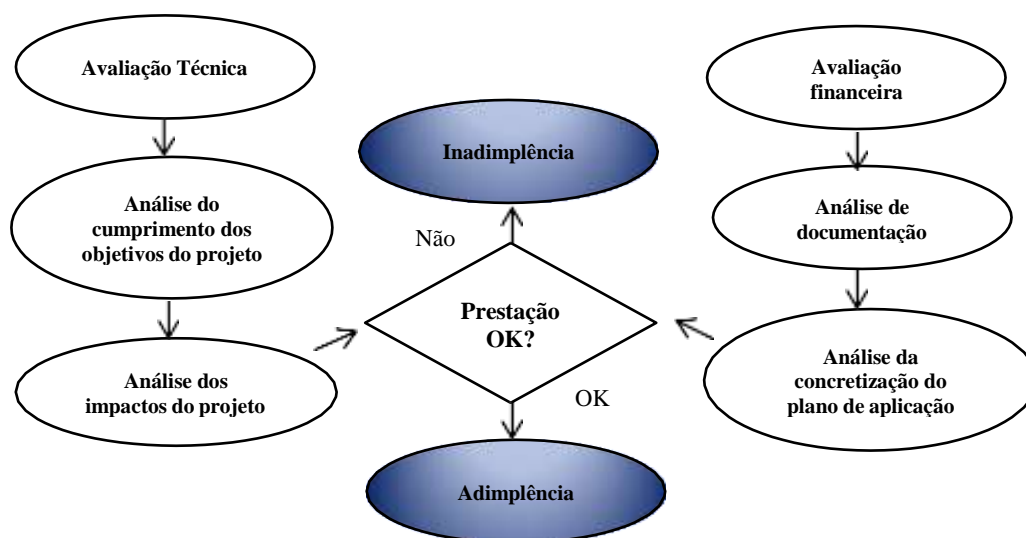 Avaliação Técnica
Avaliação
financeira
Inadimplência
Análise do
cumprimento dos
objetivos do projeto
Análise de
documentação
Não
Prestação
OK?
Análise dos
impactos do projeto
Análise da
concretização do
plano de aplicação
OK
Adimplência